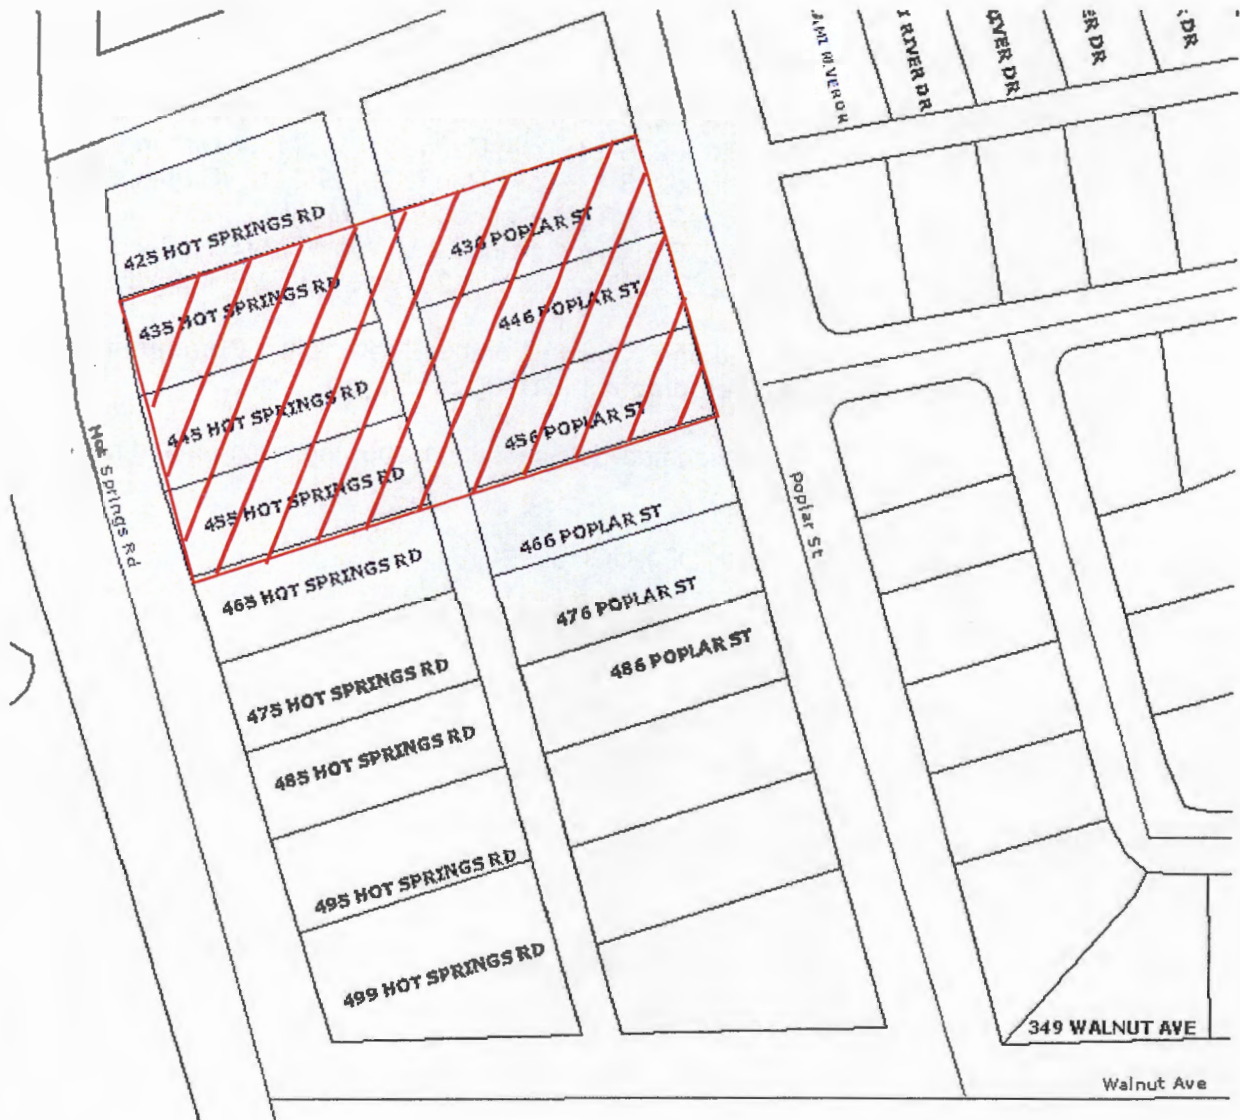 RIVER DR
RIVER DR
ER DR
DR
425 HOT SPRINGS RD
435 HOT SPRINGS RD
445 HOT SPRINGS RD
455 HOT SPRINGS RD
465 HOT SPRINGS RD
475 HOT SPRINGS RD
485 HOT SPRINGS RD
495 HOT SPRINGS RD
499 HOT SPRINGS RD
436 POPLAR ST
446 POPLAR ST
456 POPLAR ST
466 POPLAR ST
476 POPLAR ST
486 POPLAR ST
Hot Springs Rd
Poplar St
349 WALNUT AVE
Walnut Ave